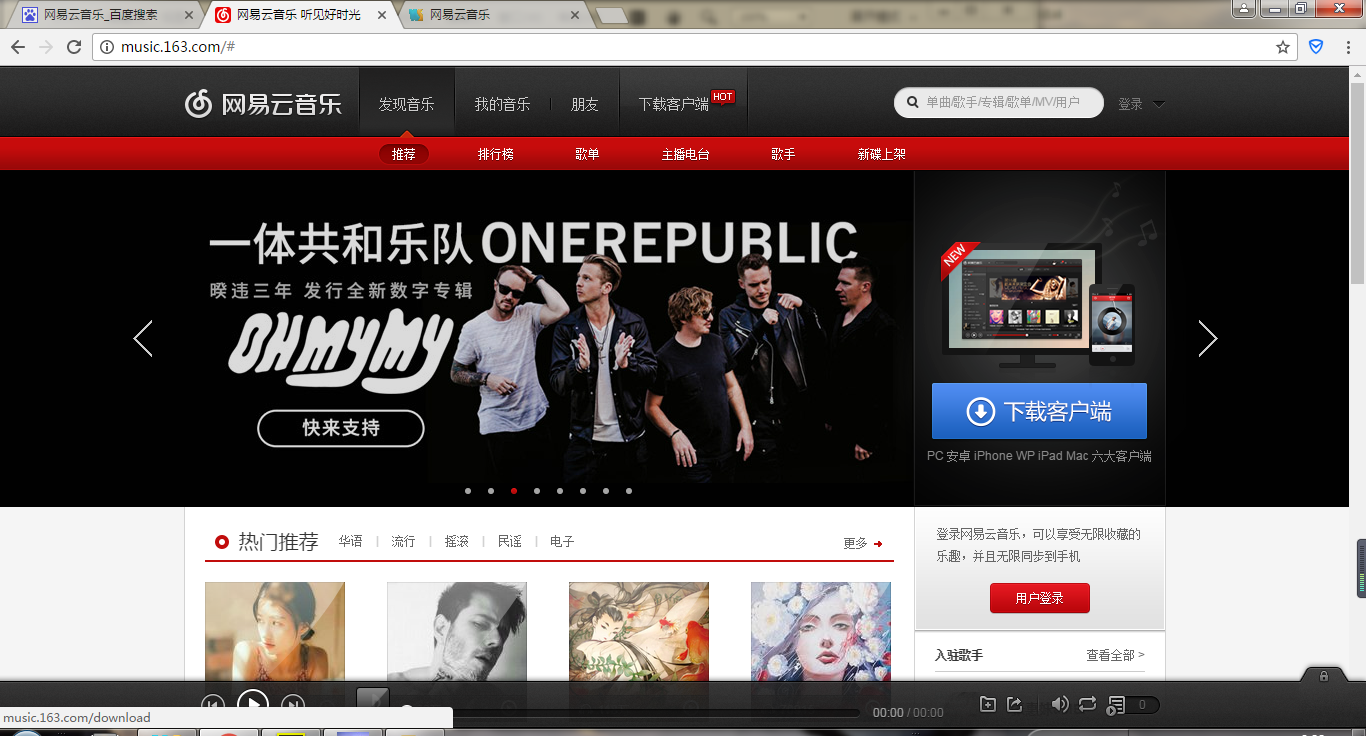 网易云音乐_百度搜索
网易云音乐 听见好时光
网易云音乐
music.163.com/#
网易云音乐
发现音乐
我的音乐
朋友
下载客户端
HOT
单曲/歌手/专辑/歌单/MV/用户
登录
推荐
排行榜
歌单
主播电台
歌手
新碟上架
一体共和乐队 ONEREPUBLIC
暌违三年 发行全新数字专辑
OH MY MY
快来支持
NEW
下载客户端
PC 安卓 iPhone WP iPad Mac 六大客户端
热门推荐
华语
流行
摇滚
民谣
电子
更多
登录网易云音乐，可以享受无限收藏的
乐趣，并且无限同步到手机
用户登录
入驻歌手
查看全部 >
00:00 / 00:00
0
music.163.com/download